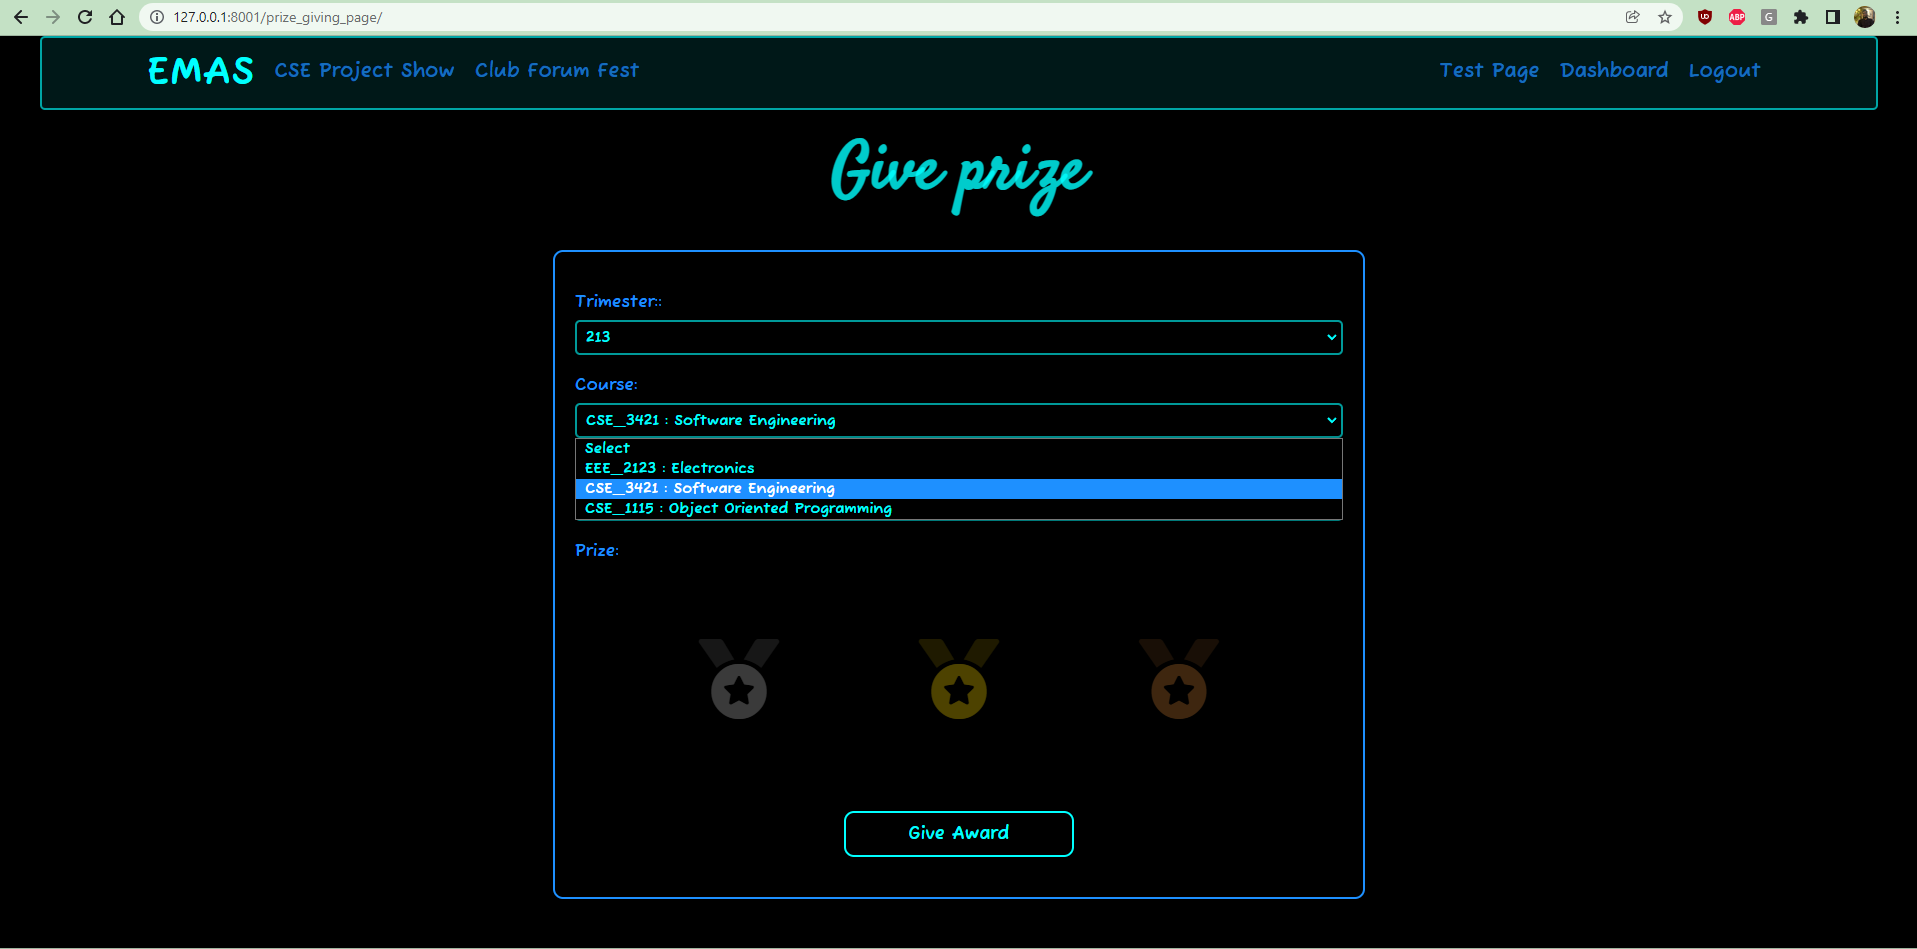 127.0.0.1:8001/prize_giving_page/
EMAS CSE Project Show Club Forum Fest Test Page Dashboard Logout
Give prize
Trimester::
213
Course:
CSE_3421 : Software Engineering
Select
EEE_2123 : Electronics
CSE_3421 : Software Engineering
CSE_1115 : Object Oriented Programming
Prize:
Give Award